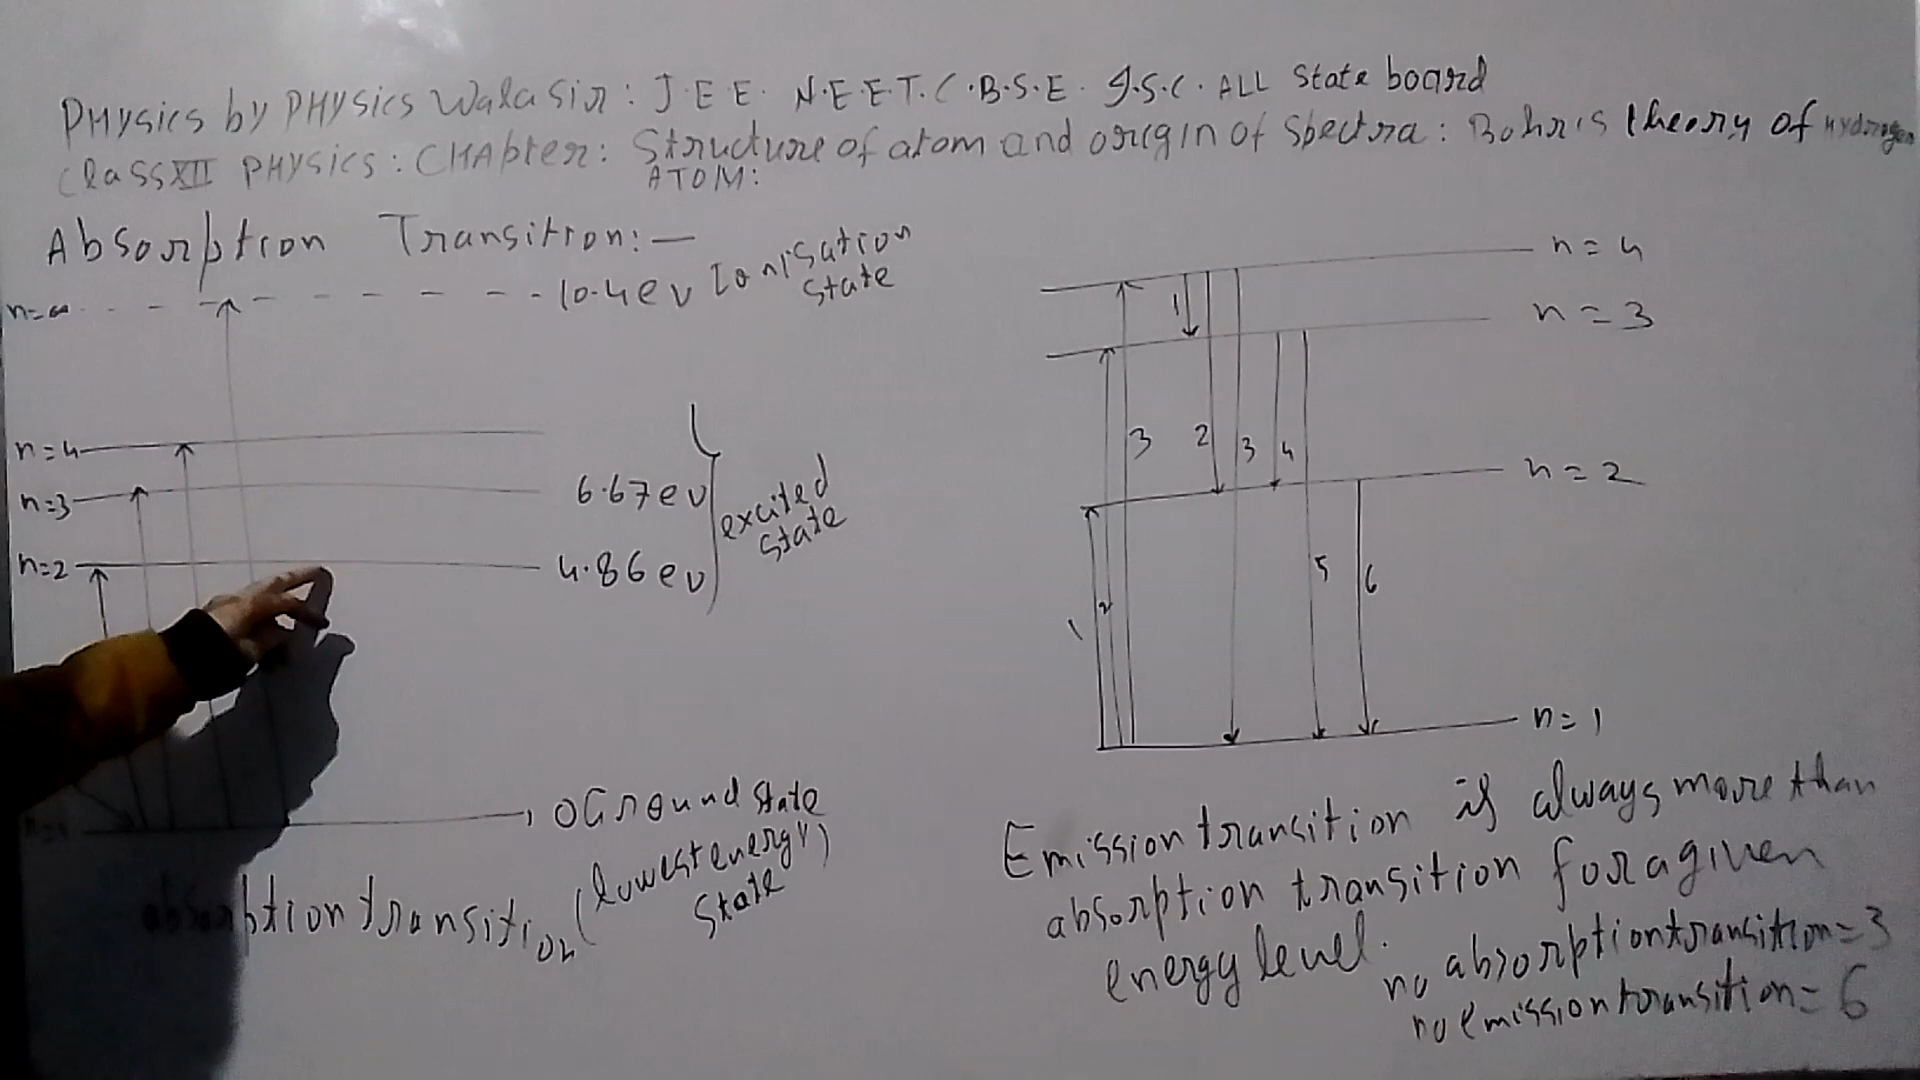 Physics by Physics Walasir: J.E.E. N.E.E.T. C.B.S.E. I.S.C. ALL state board
Class XII PHYSICS: CHApter: Structure of atom and origin of spectra: Bohr's theory of Hydrogen
ATOM:
Absorption Transition:—
n=∞ 10.4ev Ionisation
state
n=4
n=3 6.67ev
n=2 4.86ev
excited
state
0 Ground state
(lowest energy)
state
absorbtion transition
n=4
n=3
1
3 2 3 4
n=2
1 2 5 6
n=1
Emission transition is always more than
absorption transition for a given
energy level.
no absorption transition=3
no emission transition=6